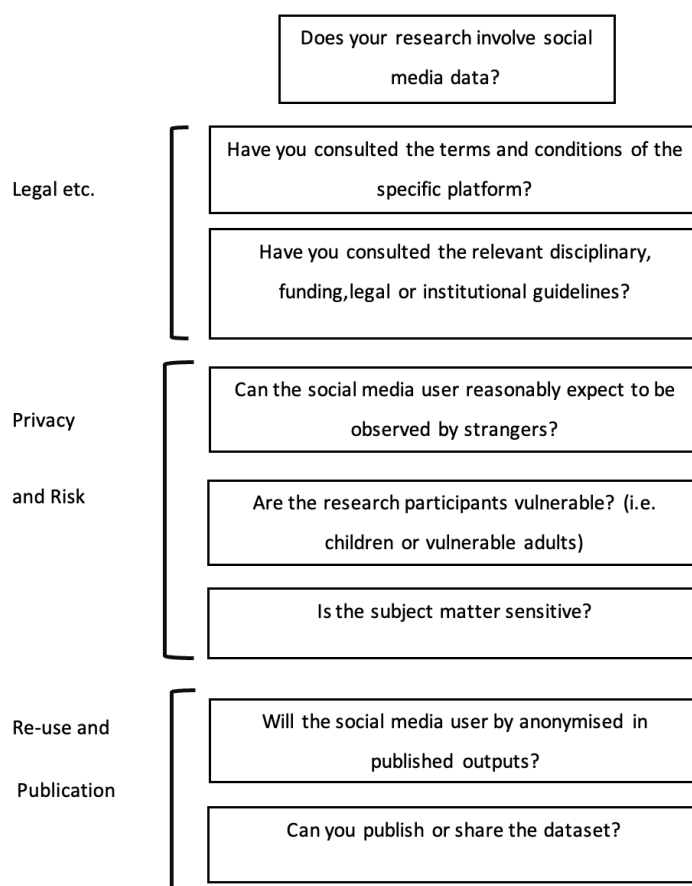 Does your research involve social
media data?
Legal etc.
Have you consulted the terms and conditions of the
specific platform?
Have you consulted the relevant disciplinary,
funding,legal or institutional guidelines?
Privacy
and Risk
Can the social media user reasonably expect to be
observed by strangers?
Are the research participants vulnerable? (i.e.
children or vulnerable adults)
Is the subject matter sensitive?
Re-use and
Publication
Will the social media user by anonymised in
published outputs?
Can you publish or share the dataset?